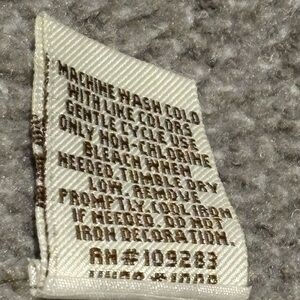 MACHINE WASH COLD
WITH LIKE COLORS
GENTLE CYCLE USE
ONLY NON-CHLORINE
BLEACH WHEN
NEEDED. TUMBLE DRY
LOW. REMOVE
PROMPTLY. COOL IRON
IF NEEDED. DO NOT
IRON DECORATION.
RN#109283